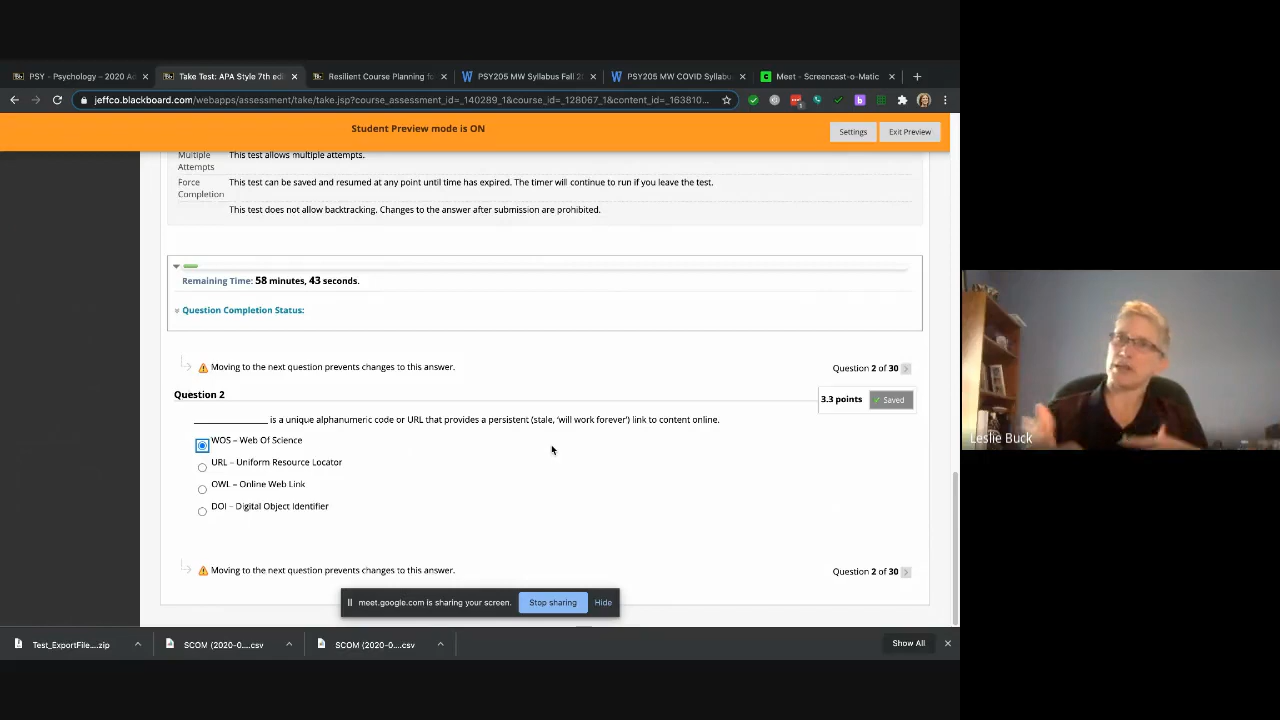 PSY - Psychology – 2020 Ad
Take Test: APA Style 7th edi
Resilient Course Planning for
PSY205 MW Syllabus Fall 20
PSY205 MW COVID Syllabu
Meet - Screencast-o-Matic
jeffco.blackboard.com/webapps/assessment/take/take.jsp?course_assessment_id=_140289_1&course_id=_128067_1&content_id=_163810...
Student Preview mode is ON
Settings
Exit Preview
Multiple Attempts
This test allows multiple attempts.
Force Completion
This test can be saved and resumed at any point until time has expired. The timer will continue to run if you leave the test.
This test does not allow backtracking. Changes to the answer after submission are prohibited.
Remaining Time: 58 minutes, 43 seconds.
Question Completion Status:
Moving to the next question prevents changes to this answer.
Question 2 of 30
Question 2
3.3 points
Saved
_______________ is a unique alphanumeric code or URL that provides a persistent (stale, 'will work forever') link to content online.
WOS – Web Of Science
URL – Uniform Resource Locator
OWL – Online Web Link
DOI – Digital Object Identifier
Moving to the next question prevents changes to this answer.
Question 2 of 30
meet.google.com is sharing your screen.
Stop sharing
Hide
Test_ExportFile....zip
SCOM (2020-0....csv
SCOM (2020-0....csv
Show All
Leslie Buck